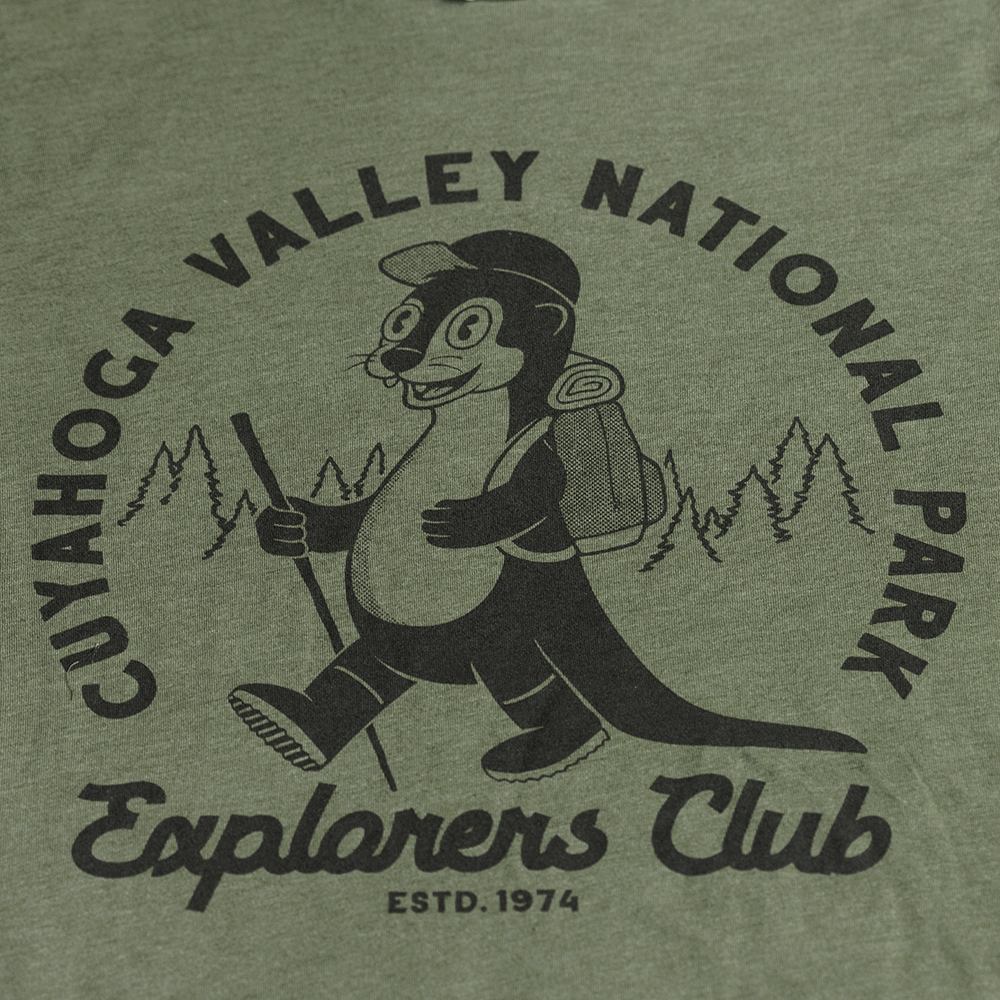 CUYAHOGA VALLEY NATIONAL PARK
Explorers Club
ESTD. 1974